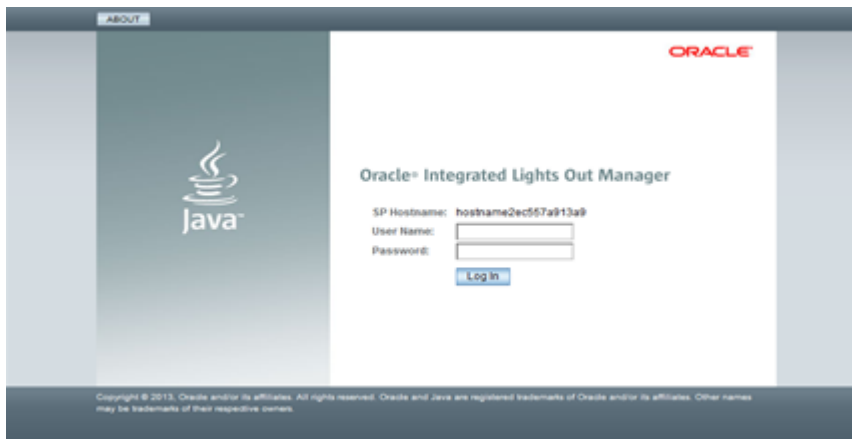 ABOUT
ORACLE
Java
Oracle® Integrated Lights Out Manager
SP Hostname: hostname2ec557a913a9
User Name:
Password:
Log In
Copyright © 2013, Oracle and/or its affiliates. All rights reserved. Oracle and Java are registered trademarks of Oracle and/or its affiliates. Other names
may be trademarks of their respective owners.